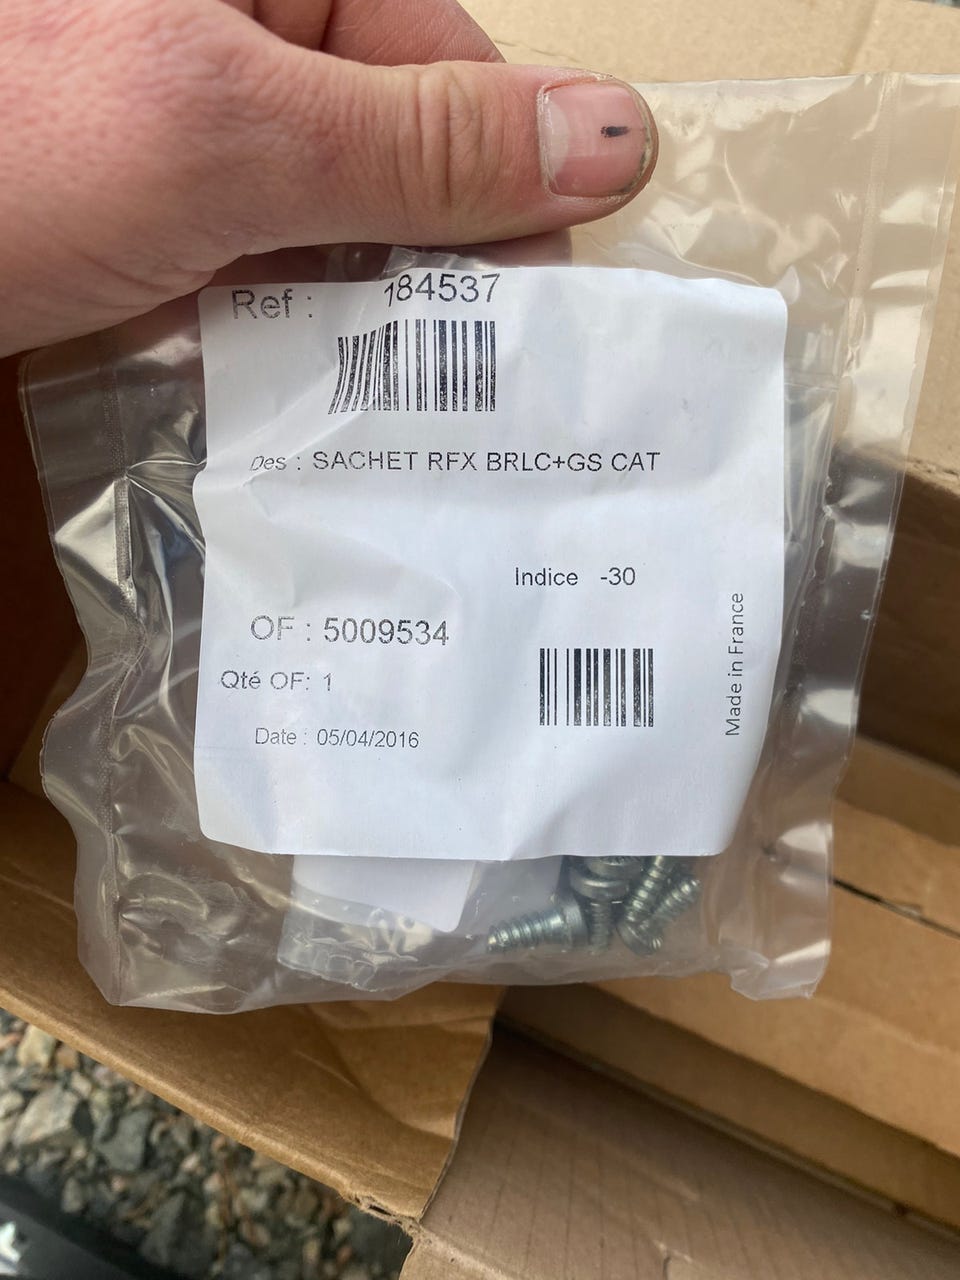 Ref : 184537
Des : SACHET RFX BRLC+GS CAT
Indice -30
OF : 5009534
Qté OF: 1
Date : 05/04/2016
Made in France